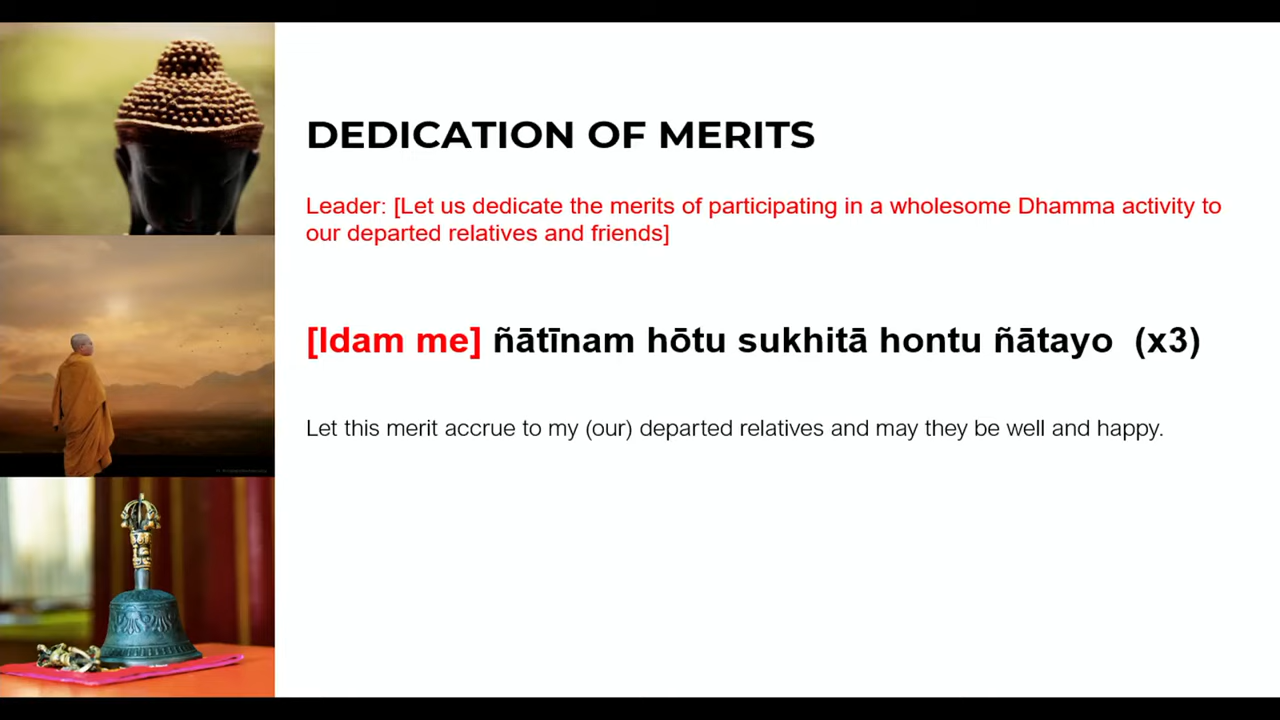 DEDICATION OF MERITS
Leader: [Let us dedicate the merits of participating in a wholesome Dhamma activity to
our departed relatives and friends]
[Idam me] ñātīnam hōtu sukhitā hontu ñātayo (x3)
Let this merit accrue to my (our) departed relatives and may they be well and happy.